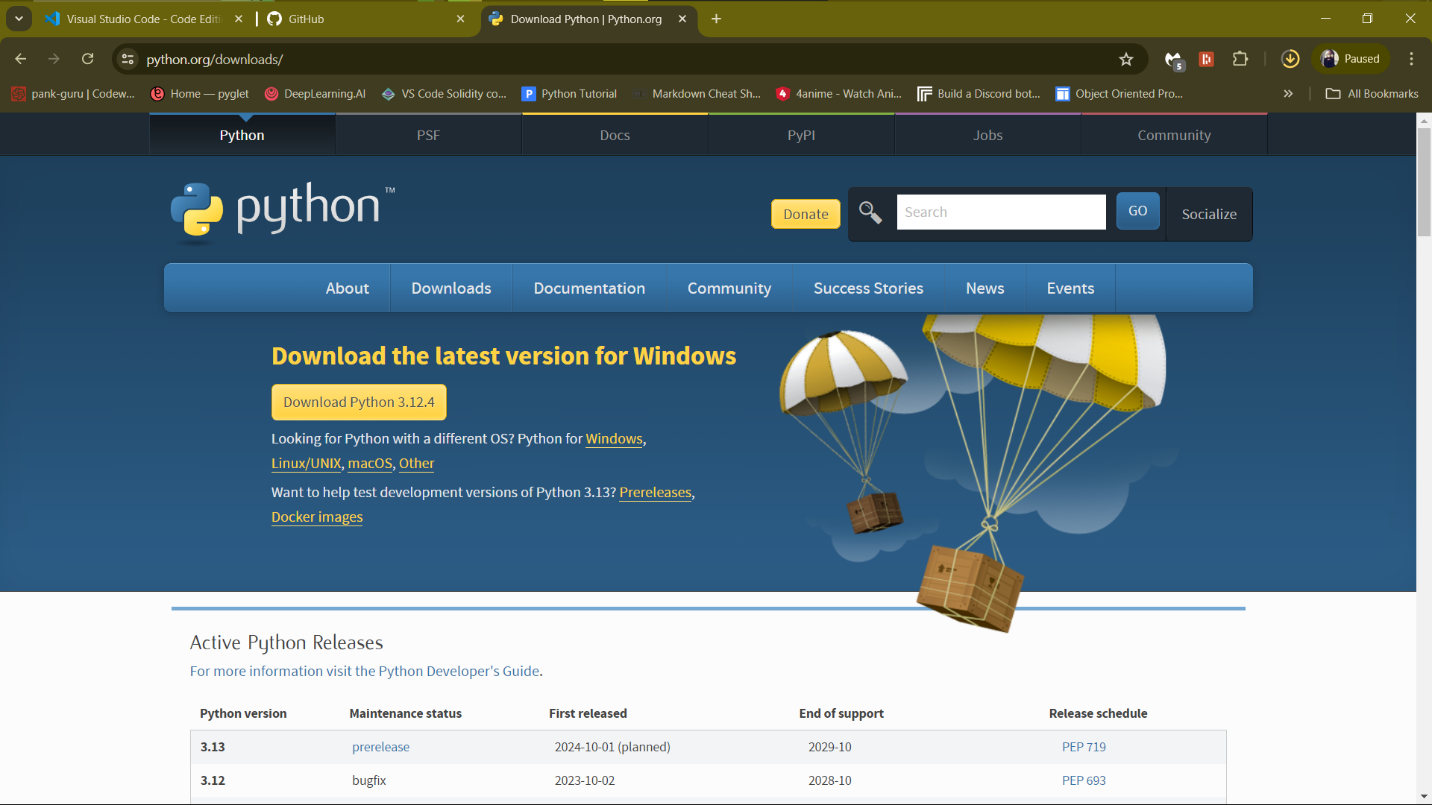 Visual Studio Code - Code Edit
GitHub
Download Python | Python.org
python.org/downloads/
5
Paused
pank-guru | Codew...
Home — pyglet
DeepLearning.AI
VS Code Solidity co...
Python Tutorial
Markdown Cheat Sh...
4anime - Watch Ani...
Build a Discord bot...
Object Oriented Pro...
All Bookmarks
Python
PSF
Docs
PyPI
Jobs
Community
python™
Donate
Search
GO
Socialize
About
Downloads
Documentation
Community
Success Stories
News
Events
Download the latest version for Windows
Download Python 3.12.4
Looking for Python with a different OS? Python for Windows,
Linux/UNIX, macOS, Other
Want to help test development versions of Python 3.13? Prereleases,
Docker images
Active Python Releases
For more information visit the Python Developer's Guide.
Python version Maintenance status First released End of support Release schedule
3.13 prerelease 2024-10-01 (planned) 2029-10 PEP 719
3.12 bugfix 2023-10-02 2028-10 PEP 693